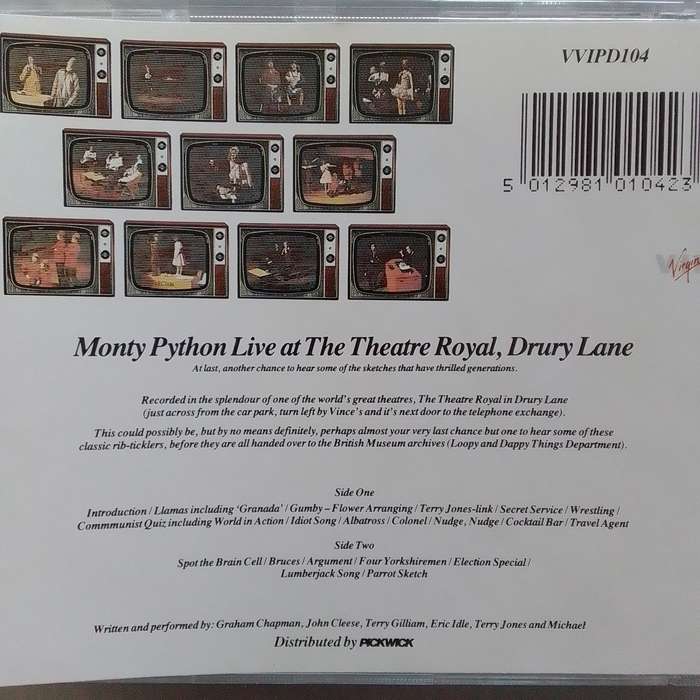 VVIPD104
5 012981 010423
Virgin
Monty Python Live at The Theatre Royal, Drury Lane
At last, another chance to hear some of the sketches that have thrilled generations.
Recorded in the splendour of one of the world's great theatres, The Theatre Royal in Drury Lane
(just across from the car park, turn left by Vince's and it's next door to the telephone exchange).
This could possibly be, but by no means definitely, perhaps almost your very last chance but one to hear some of these
classic rib-ticklers, before they are all handed over to the British Museum archives (Loopy and Dappy Things Department).
Side One
Introduction / Llamas including 'Granada' / Gumby – Flower Arranging / Terry Jones-link / Secret Service / Wrestling /
Commmunist Quiz including World in Action / Idiot Song / Albatross / Colonel / Nudge, Nudge / Cocktail Bar / Travel Agent
Side Two
Spot the Brain Cell / Bruces / Argument / Four Yorkshiremen / Election Special /
Lumberjack Song / Parrot Sketch
Written and performed by: Graham Chapman, John Cleese, Terry Gilliam, Eric Idle, Terry Jones and Michael
Distributed by PICKWICK